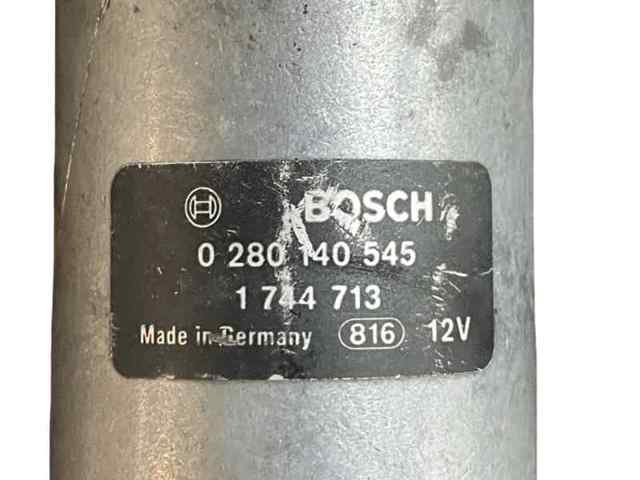 BOSCH
0 280 140 545
1 744 713
Made in Germany 816 12V